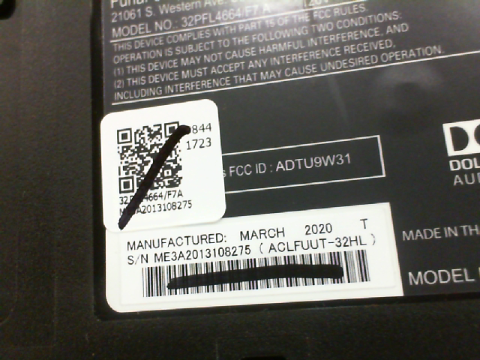 21061 S. Western Ave
MODEL NO.: 32PFL4664/F7
THIS DEVICE COMPLIES WITH PART 15 OF THE FCC RULES.
OPERATION IS SUBJECT TO THE FOLLOWING TWO CONDITIONS:
(1) THIS DEVICE MAY NOT CAUSE HARMFUL INTERFERENCE, AND
(2) THIS DEVICE MUST ACCEPT ANY INTERFERENCE RECEIVED,
INCLUDING INTERFERENCE THAT MAY CAUSE UNDESIRED OPERATION.
844
1723
FCC ID : ADTU9W31
4664/F7A
A2013108275
MANUFACTURED: MARCH 2020 T
S/N ME3A2013108275 ( ACLFUUT-32HL )
MADE IN
MODEL